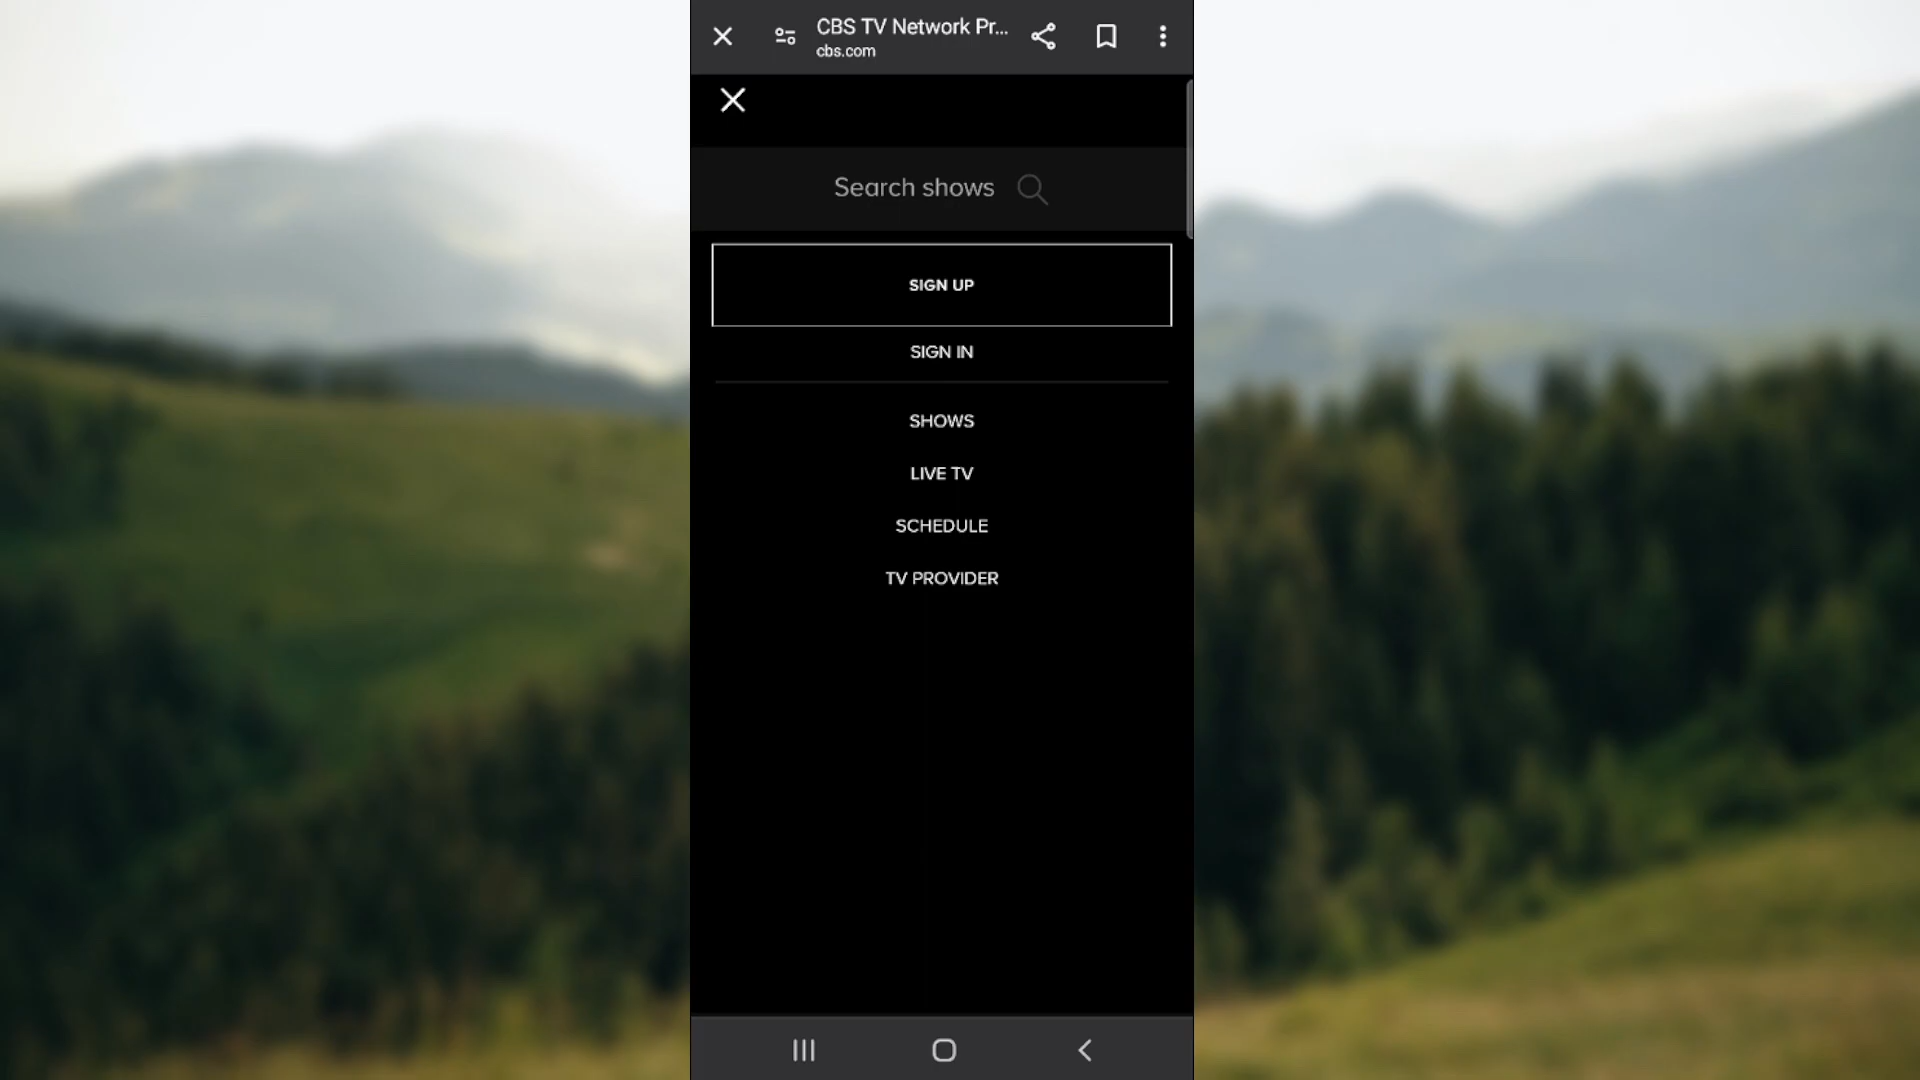 CBS TV Network Pr...
cbs.com
Search shows
SIGN UP
SIGN IN
SHOWS
LIVE TV
SCHEDULE
TV PROVIDER